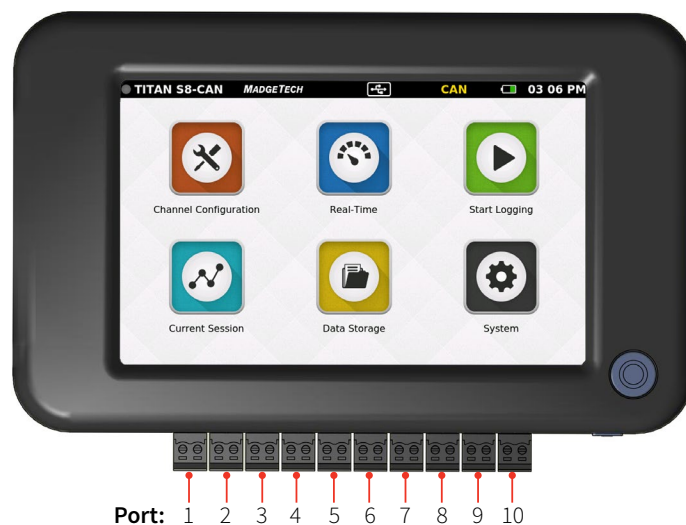 TITAN S8-CAN MADGETECH CAN 03 06 PM
Channel Configuration Real-Time Start Logging
Current Session Data Storage System
Port: 1 2 3 4 5 6 7 8 9 10